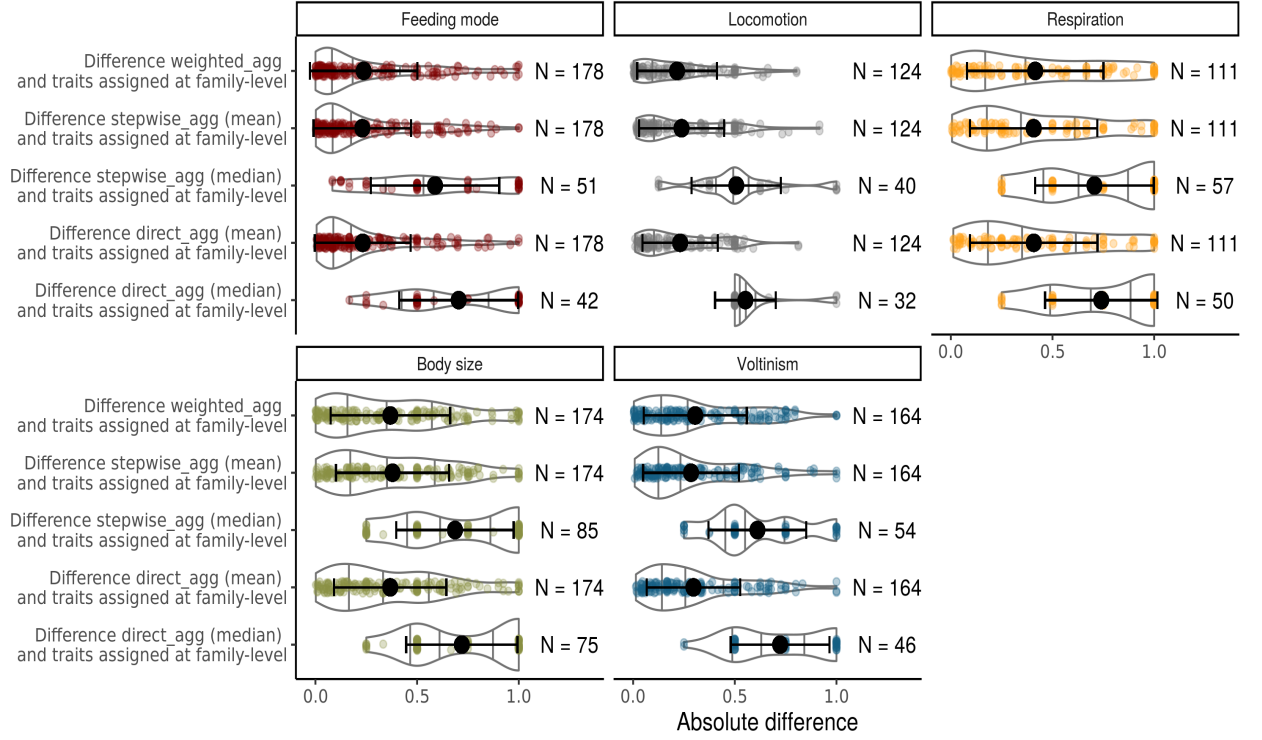 Feeding mode
Locomotion
Respiration
Difference weighted_agg
and traits assigned at family-level
N = 178
N = 124
N = 111
Difference stepwise_agg (mean)
and traits assigned at family-level
N = 178
N = 124
N = 111
Difference stepwise_agg (median)
and traits assigned at family-level
N = 51
N = 40
N = 57
Difference direct_agg (mean)
and traits assigned at family-level
N = 178
N = 124
N = 111
Difference direct_agg (median)
and traits assigned at family-level
N = 42
N = 32
N = 50
0.0 0.5 1.0
Body size
Voltinism
Difference weighted_agg
and traits assigned at family-level
N = 174
N = 164
Difference stepwise_agg (mean)
and traits assigned at family-level
N = 174
N = 164
Difference stepwise_agg (median)
and traits assigned at family-level
N = 85
N = 54
Difference direct_agg (mean)
and traits assigned at family-level
N = 174
N = 164
Difference direct_agg (median)
and traits assigned at family-level
N = 75
N = 46
0.0 0.5 1.0
0.0 0.5 1.0
Absolute difference